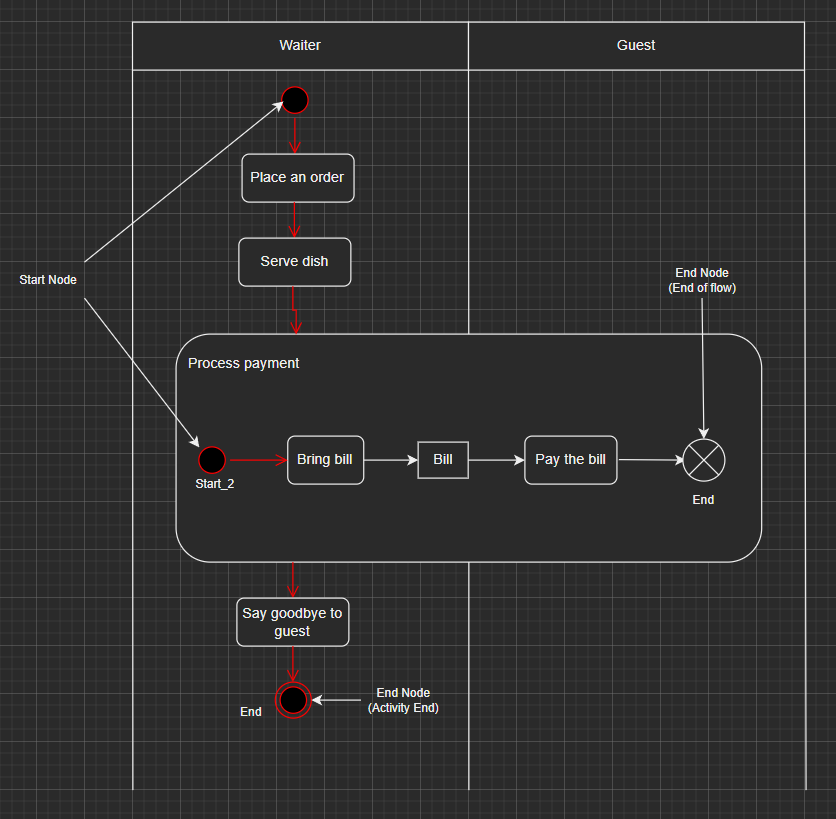 Waiter
Guest
Place an order
Serve dish
Start Node
End Node
(End of flow)
Process payment
Bring bill
Bill
Pay the bill
Start_2
End
Say goodbye to
guest
End Node
(Activity End)
End